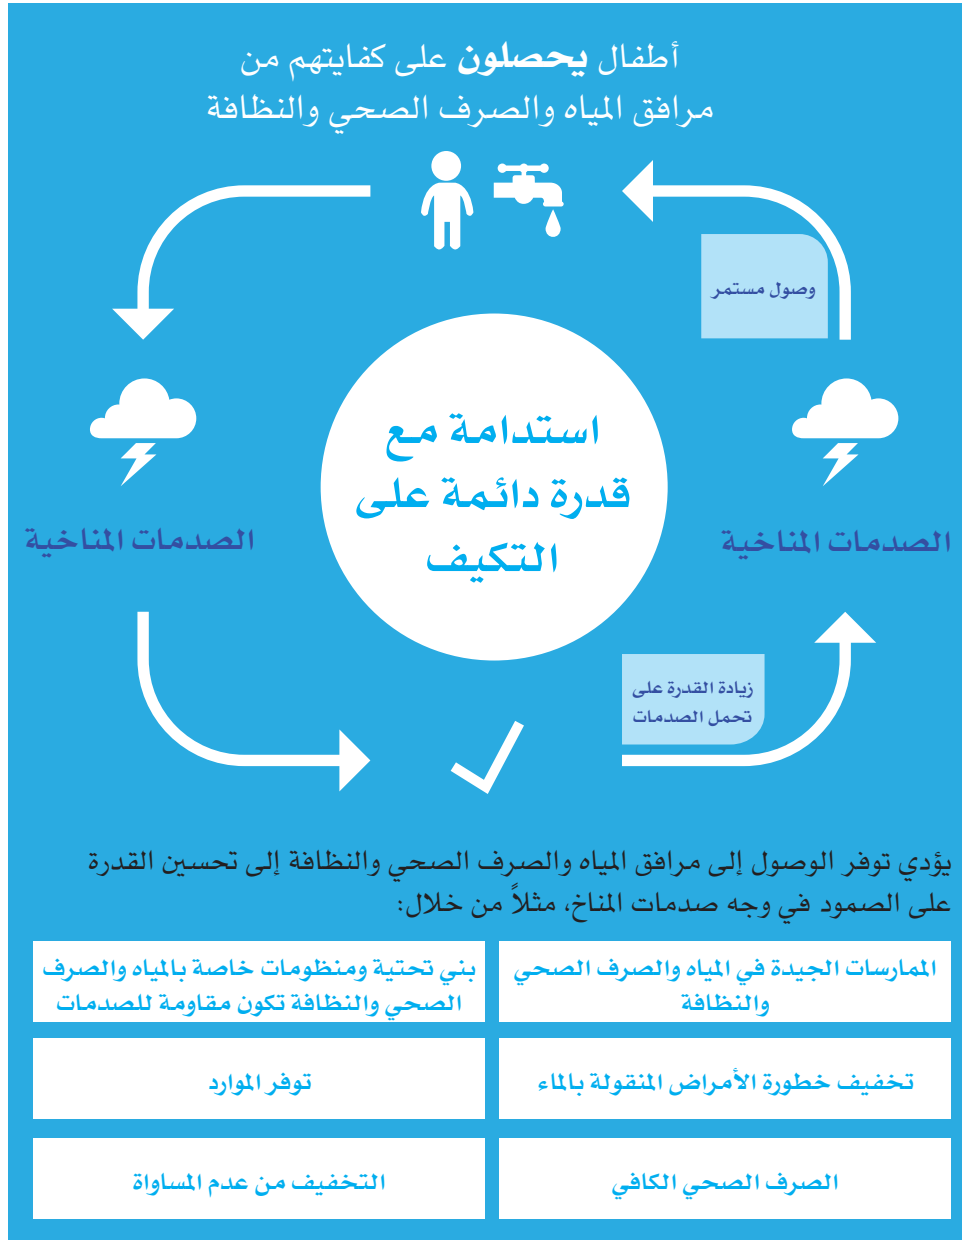 أطفال يحصلون على كفايتهم من
مرافق المياه والصرف الصحي والنظافة
وصول مستمر
استدامة مع
قدرة دائمة على
التكيف
الصدمات المناخية
الصدمات المناخية
زيادة القدرة على
تحمل الصدمات
يؤدي توفر الوصول إلى مرافق المياه والصرف الصحي والنظافة إلى تحسين القدرة
على الصمود في وجه صدمات المناخ، مثلاً من خلال:
الممارسات الجيدة في المياه والصرف الصحي
والنظافة
بني تحتية ومنظومات خاصة بالمياه والصرف
الصحي والنظافة تكون مقاومة للصدمات
تخفيف خطورة الأمراض المنقولة بالماء
توفر الموارد
الصرف الصحي الكافي
التخفيف من عدم المساواة